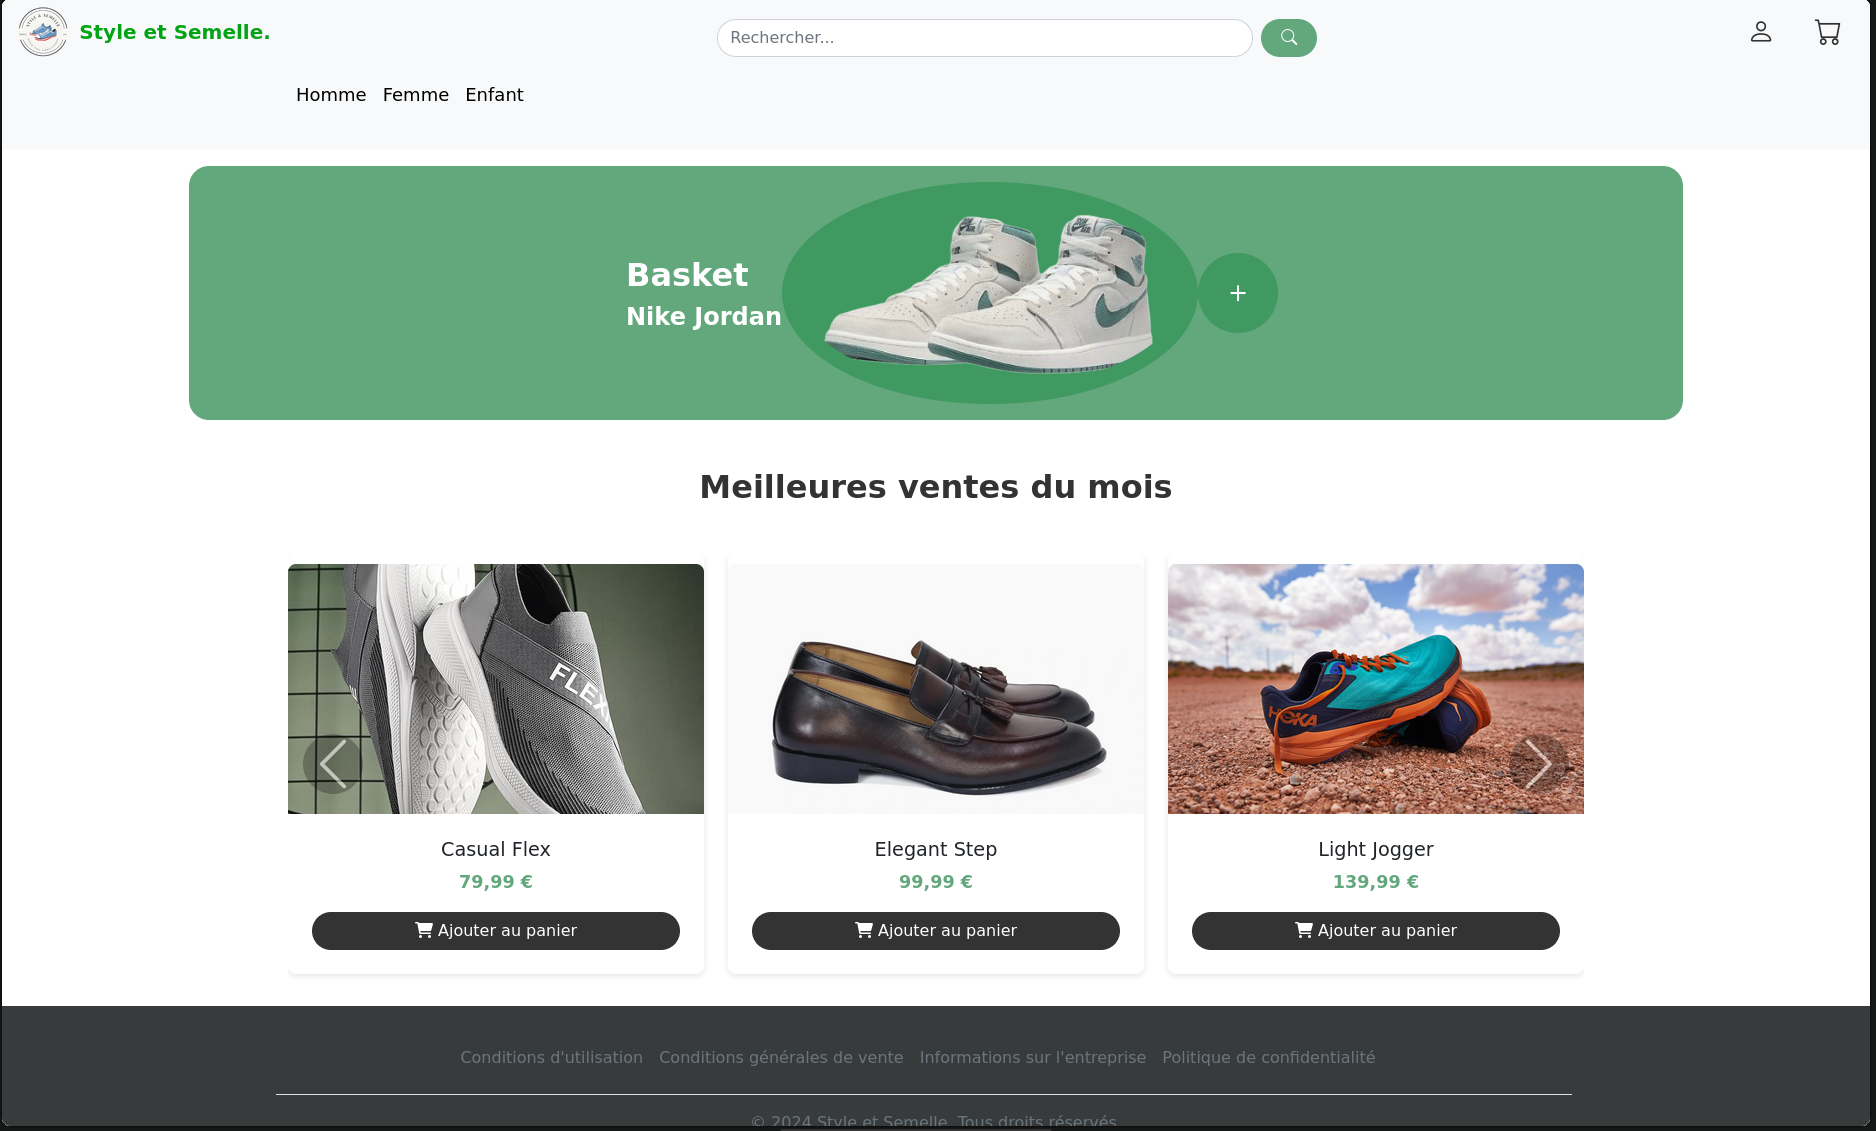 Style et Semelle.
Rechercher...
Homme Femme Enfant
Basket
Nike Jordan
+
Meilleures ventes du mois
FLEX
HOKA
Casual Flex
79,99 €
Ajouter au panier
Elegant Step
99,99 €
Ajouter au panier
Light Jogger
139,99 €
Ajouter au panier
Conditions d'utilisation Conditions générales de vente Informations sur l'entreprise Politique de confidentialité
© 2024 Style et Semelle. Tous droits réservés